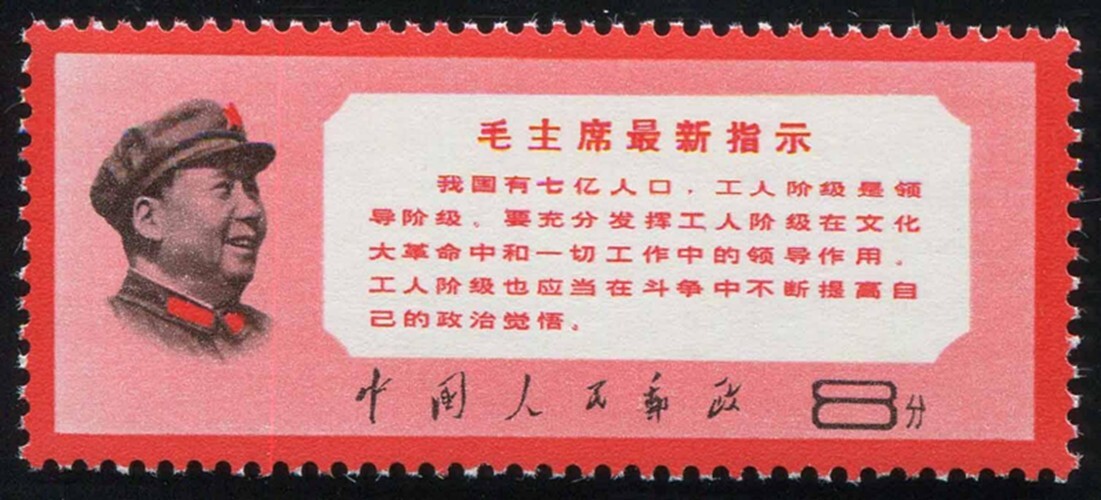 毛主席最新指示
我国有七亿人口，工人阶级是领
导阶级。要充分发挥工人阶级在文化
大革命中和一切工作中的领导作用。
工人阶级也应当在斗争中不断提高自
己的政治觉悟。
中国人民邮政 8分